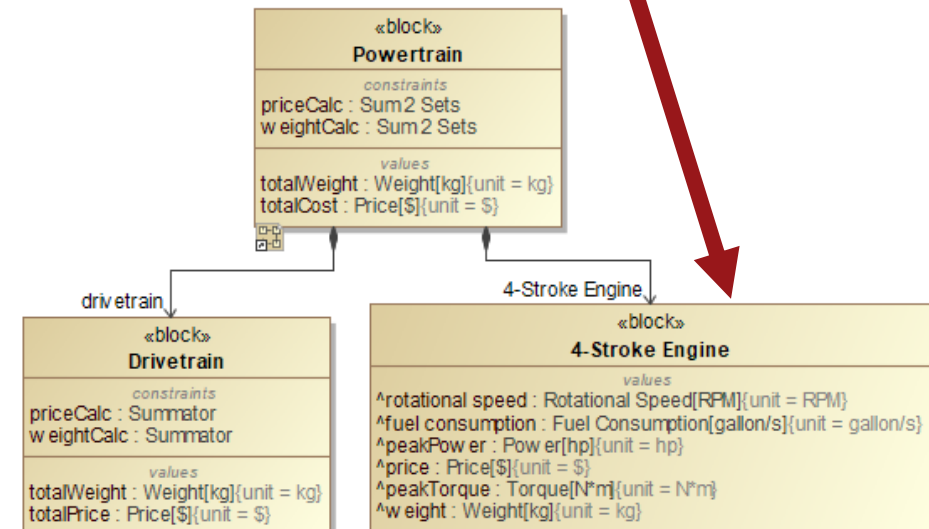 «block»
Powertrain
constraints
priceCalc : Sum2 Sets
weightCalc : Sum2 Sets
values
totalWeight : Weight[kg]{unit = kg}
totalCost : Price[$]{unit = $}
drivetrain
4-Stroke Engine
«block»
Drivetrain
constraints
priceCalc : Summator
weightCalc : Summator
values
totalWeight : Weight[kg]{unit = kg}
totalPrice : Price[$]{unit = $}
«block»
4-Stroke Engine
values
^rotational speed : Rotational Speed[RPM]{unit = RPM}
^fuel consumption : Fuel Consumption[gallon/s]{unit = gallon/s}
^peakPower : Power[hp]{unit = hp}
^price : Price[$]{unit = $}
^peakTorque : Torque[N*m]{unit = N*m}
^weight : Weight[kg]{unit = kg}